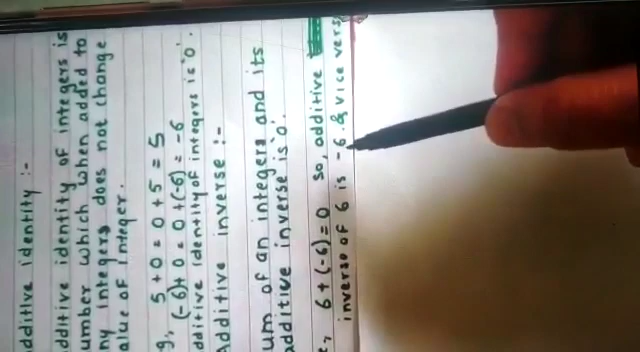 dditive identity :-
dditive identity of integers is
umber which when added to
ny integers does not change
alue of integer.
g, 5 + 0 = 0 + 5 = 5
(-6)+ 0 = 0 +(-6) = -6
dditive identity of integers is '0'.
dditive inverse :-
um of an integers and its
additive inverse is '0'.
6+(-6)=0 so, additive
inverse of 6 is -6. & vice vers